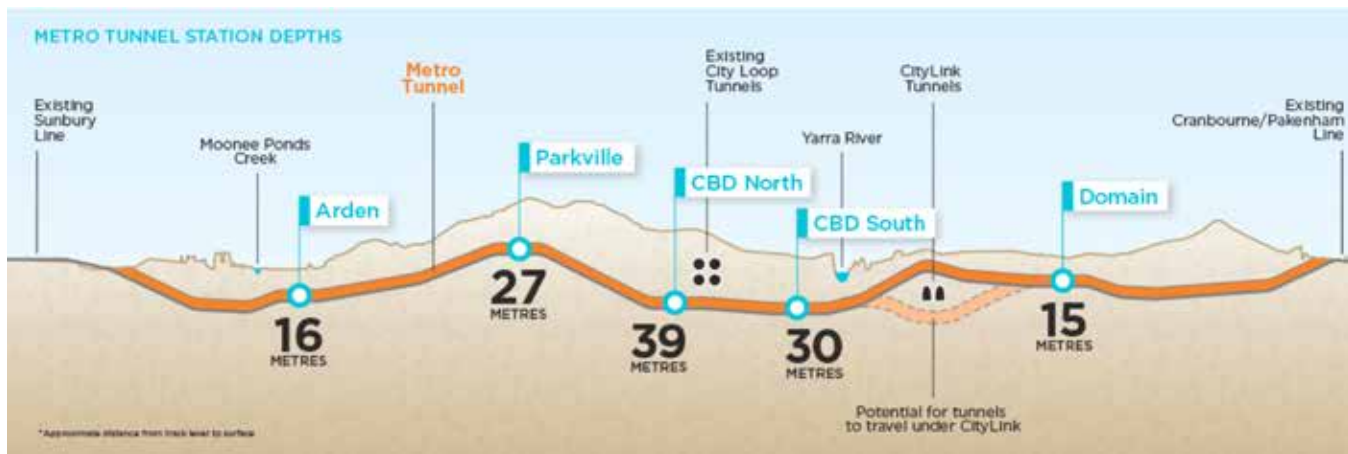 METRO TUNNEL STATION DEPTHS
Existing
Sunbury
Line
Moonee Ponds
Creek
Arden
Metro
Tunnel
Parkville
Existing
City Loop
Tunnels
CBD North
Yarra River
CBD South
CityLink
Tunnels
Domain
Existing
Cranbourne/Pakenham
Line
16
METRES
27
METRES
39
METRES
30
METRES
15
METRES
Potential for tunnels
to travel under CityLink
*Approximate distance from track level to surface